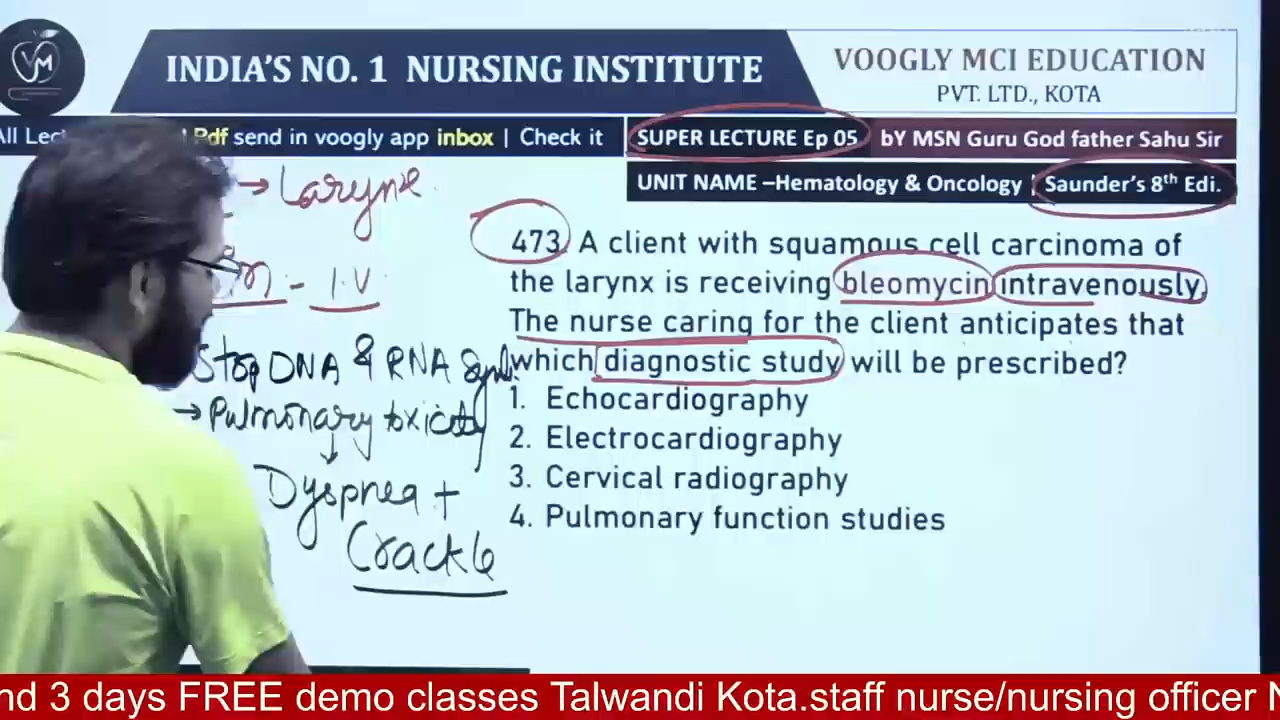 VM
INDIA'S NO. 1 NURSING INSTITUTE
VOOGLY MCI EDUCATION
PVT. LTD., KOTA
All Lec
Pdf send in voogly app inbox | Check it
SUPER LECTURE Ep 05 bY MSN Guru God father Sahu Sir
UNIT NAME –Hematology & Oncology | Saunder's 8th Edi.
→ Larynx
- I.V
Stop DNA & RNA
→ Pulmonary toxicity
↓
Dyspnea +
Crackle
473. A client with squamous cell carcinoma of
the larynx is receiving bleomycin intravenously.
The nurse caring for the client anticipates that
which diagnostic study will be prescribed?
1. Echocardiography
2. Electrocardiography
3. Cervical radiography
4. Pulmonary function studies
nd 3 days FREE demo classes Talwandi Kota.staff nurse/nursing officer N